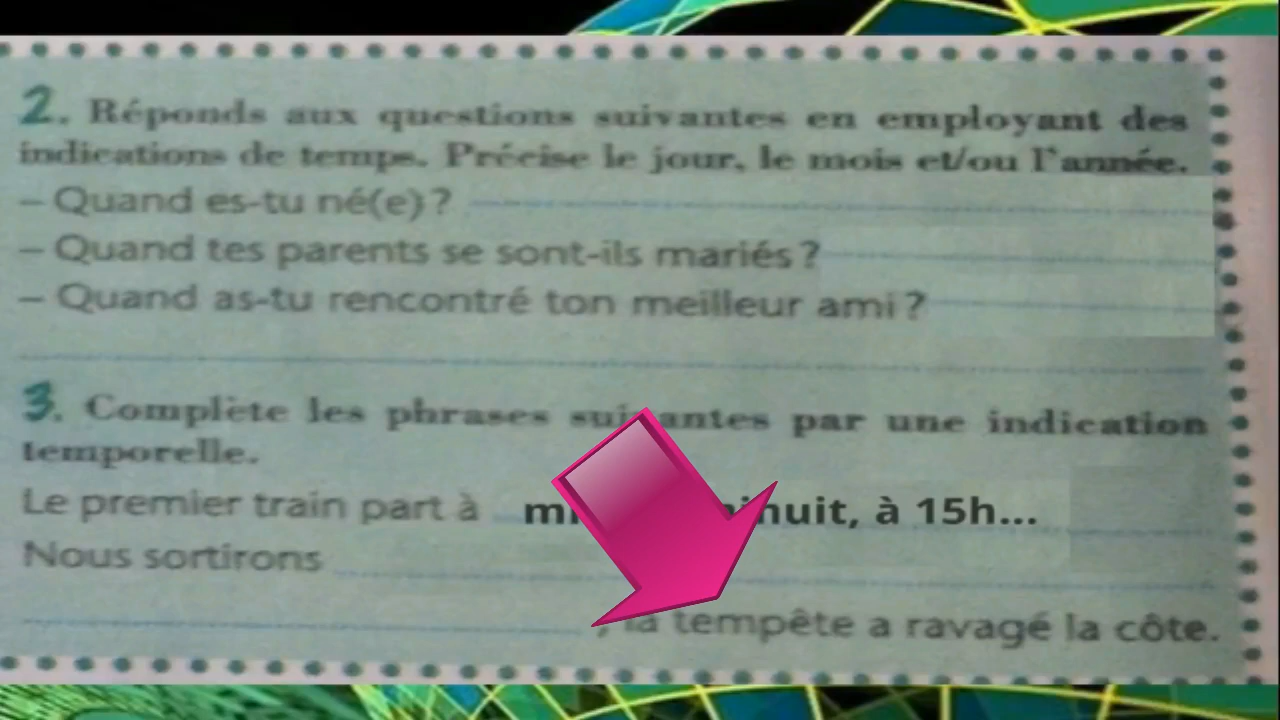 2. Réponds aux questions suivantes en employant des
indications de temps. Précise le jour, le mois et/ou l'année.
– Quand es-tu né(e) ?
– Quand tes parents se sont-ils mariés ?
– Quand as-tu rencontré ton meilleur ami ?
3. Complète les phrases suivantes par une indication
temporelle.
Le premier train part à à 15h...
Nous sortirons
, la tempête a ravagé la côte.